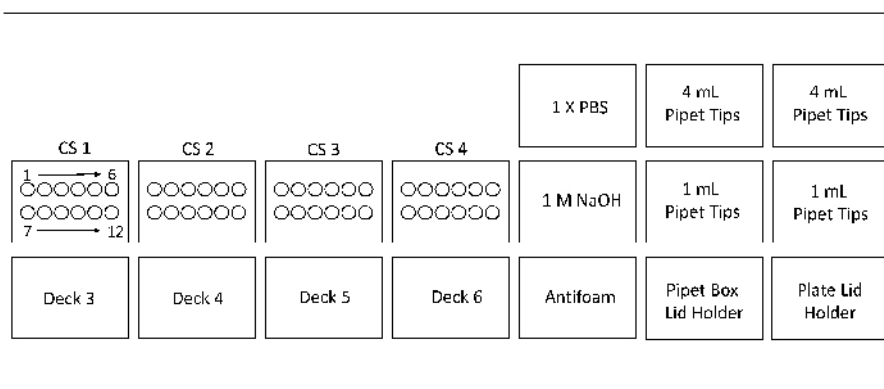 1 X PBS
4 mL
Pipet Tips
4 mL
Pipet Tips
CS 1
CS 2
CS 3
CS 4
1
6
7
12
1 M NaOH
1 mL
Pipet Tips
1 mL
Pipet Tips
Deck 3
Deck 4
Deck 5
Deck 6
Antifoam
Pipet Box
Lid Holder
Plate Lid
Holder